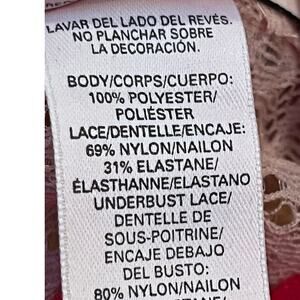 LAVAR DEL LADO DEL REVÉS.
NO PLANCHAR SOBRE
LA DECORACIÓN.
BODY/CORPS/CUERPO:
100% POLYESTER/
POLIÉSTER
LACE/DENTELLE/ENCAJE:
69% NYLON/NAILON
31% ELASTANE/
ÉLASTHANNE/ELASTANO
UNDERBUST LACE/
DENTELLE DE
SOUS-POITRINE/
ENCAJE DEBAJO
DEL BUSTO:
80% NYLON/NAILON